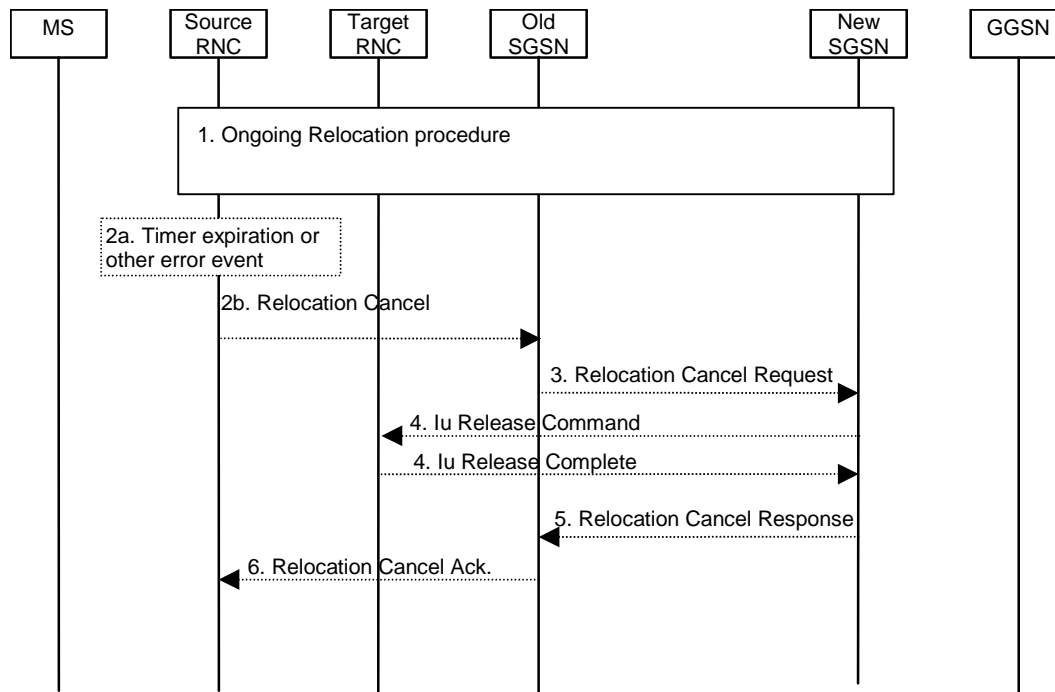 MS
Source
RNC
Target
RNC
Old
SGSN
New
SGSN
GGSN
1. Ongoing Relocation procedure
2a. Timer expiration or
other error event
2b. Relocation Cancel
3. Relocation Cancel Request
4. Iu Release Command
4. Iu Release Complete
5. Relocation Cancel Response
6. Relocation Cancel Ack.